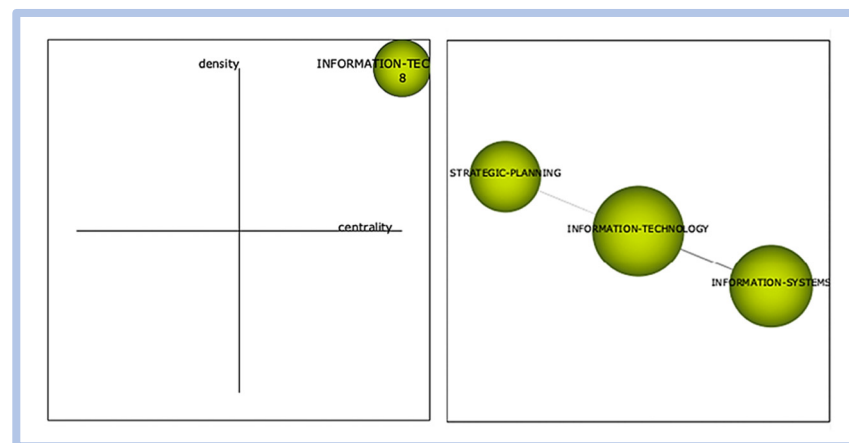 density
INFORMATION-TEC
8
centrality
STRATEGIC-PLANNING
INFORMATION-TECHNOLOGY
INFORMATION-SYSTEMS